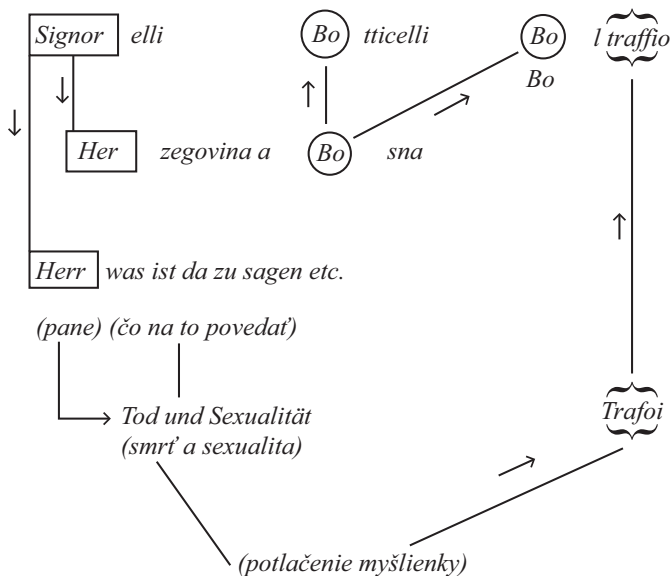 Signor elli Bo tticelli Bo l traffio
Bo
Her zegovina a Bo sna
Herr was ist da zu sagen etc.
(pane) (čo na to povedať)
Tod und Sexualität
(smrť a sexualita)
Trafoi
(potlačenie myšlienky)